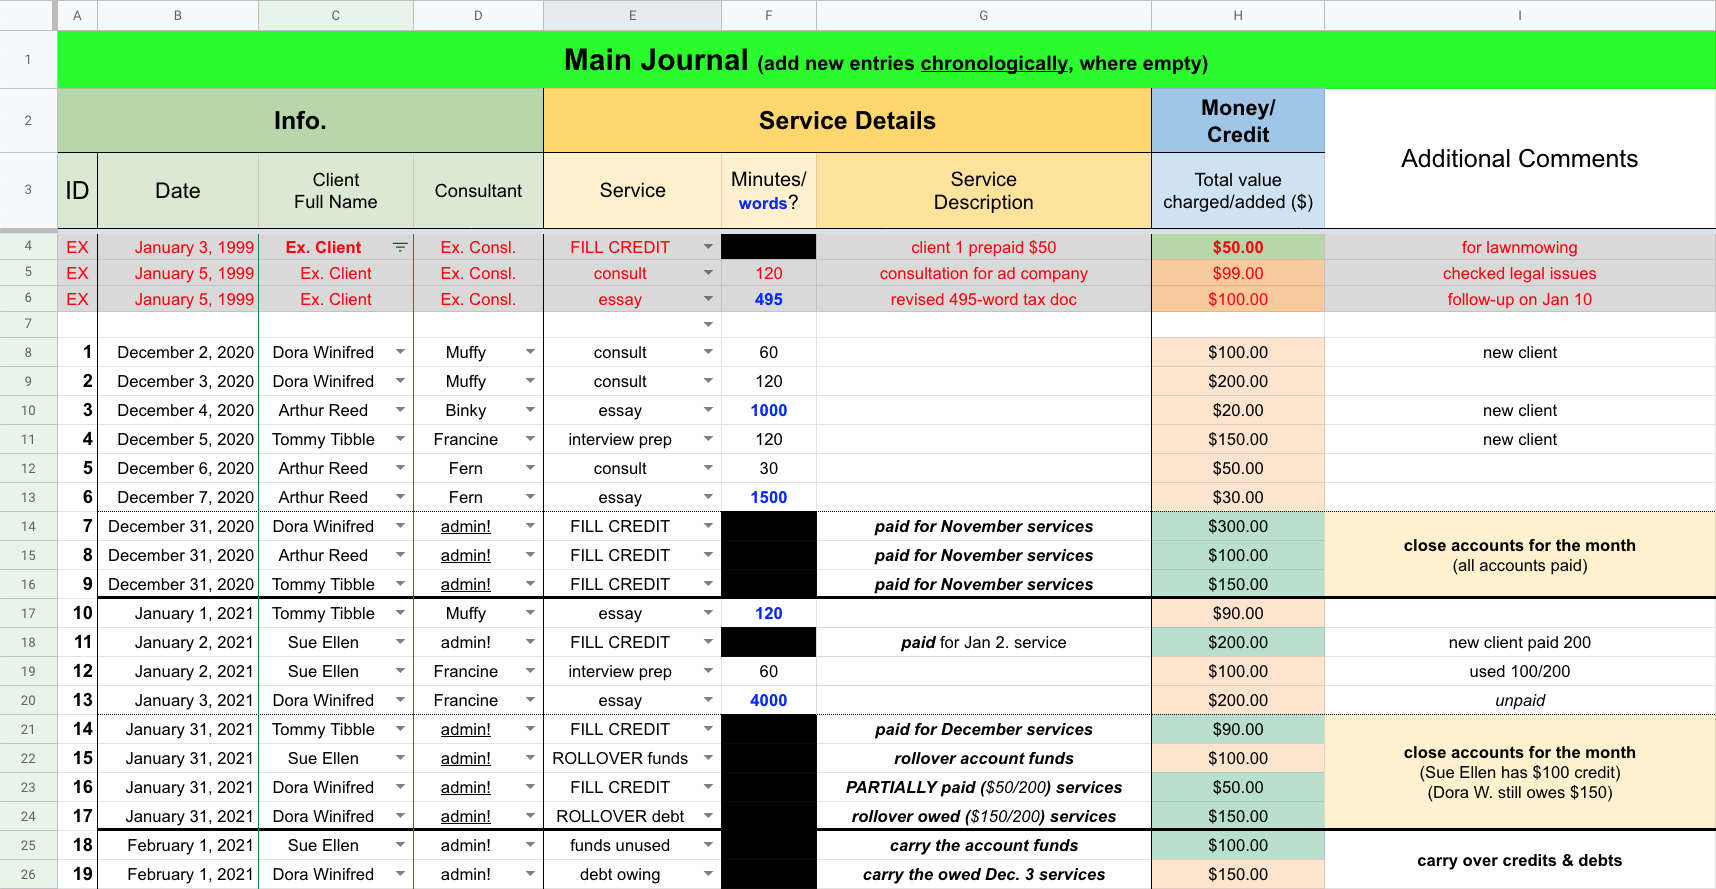 A B C D E F G H I
1 Main Journal (add new entries chronologically, where empty)
2 Info. Service Details Money/
Credit
Additional Comments
3 ID Date Client
Full Name Consultant Service Minutes/
words? Service
Description Total value
charged/added ($)
4 EX January 3, 1999 Ex. Client Ex. Consl. FILL CREDIT client 1 prepaid $50 $50.00 for lawnmowing
5 EX January 5, 1999 Ex. Client Ex. Consl. consult 120 consultation for ad company $99.00 checked legal issues
6 EX January 5, 1999 Ex. Client Ex. Consl. essay 495 revised 495-word tax doc $100.00 follow-up on Jan 10
7
8 1 December 2, 2020 Dora Winifred Muffy consult 60 $100.00 new client
9 2 December 3, 2020 Dora Winifred Muffy consult 120 $200.00
10 3 December 4, 2020 Arthur Reed Binky essay 1000 $20.00 new client
11 4 December 5, 2020 Tommy Tibble Francine interview prep 120 $150.00 new client
12 5 December 6, 2020 Arthur Reed Fern consult 30 $50.00
13 6 December 7, 2020 Arthur Reed Fern essay 1500 $30.00
14 7 December 31, 2020 Dora Winifred admin! FILL CREDIT paid for November services $300.00
15 8 December 31, 2020 Arthur Reed admin! FILL CREDIT paid for November services $100.00
16 9 December 31, 2020 Tommy Tibble admin! FILL CREDIT paid for November services $150.00
close accounts for the month
(all accounts paid)
17 10 January 1, 2021 Tommy Tibble Muffy essay 120 $90.00
18 11 January 2, 2021 Sue Ellen admin! FILL CREDIT paid for Jan 2. service $200.00 new client paid 200
19 12 January 2, 2021 Sue Ellen Francine interview prep 60 $100.00 used 100/200
20 13 January 3, 2021 Dora Winifred Francine essay 4000 $200.00 unpaid
21 14 January 31, 2021 Tommy Tibble admin! FILL CREDIT paid for December services $90.00
22 15 January 31, 2021 Sue Ellen admin! ROLLOVER funds rollover account funds $100.00
23 16 January 31, 2021 Dora Winifred admin! FILL CREDIT PARTIALLY paid ($50/200) services $50.00
24 17 January 31, 2021 Dora Winifred admin! ROLLOVER debt rollover owed ($150/200) services $150.00
close accounts for the month
(Sue Ellen has $100 credit)
(Dora W. still owes $150)
25 18 February 1, 2021 Sue Ellen admin! funds unused carry the account funds $100.00
26 19 February 1, 2021 Dora Winifred admin! debt owing carry the owed Dec. 3 services $150.00
carry over credits & debts